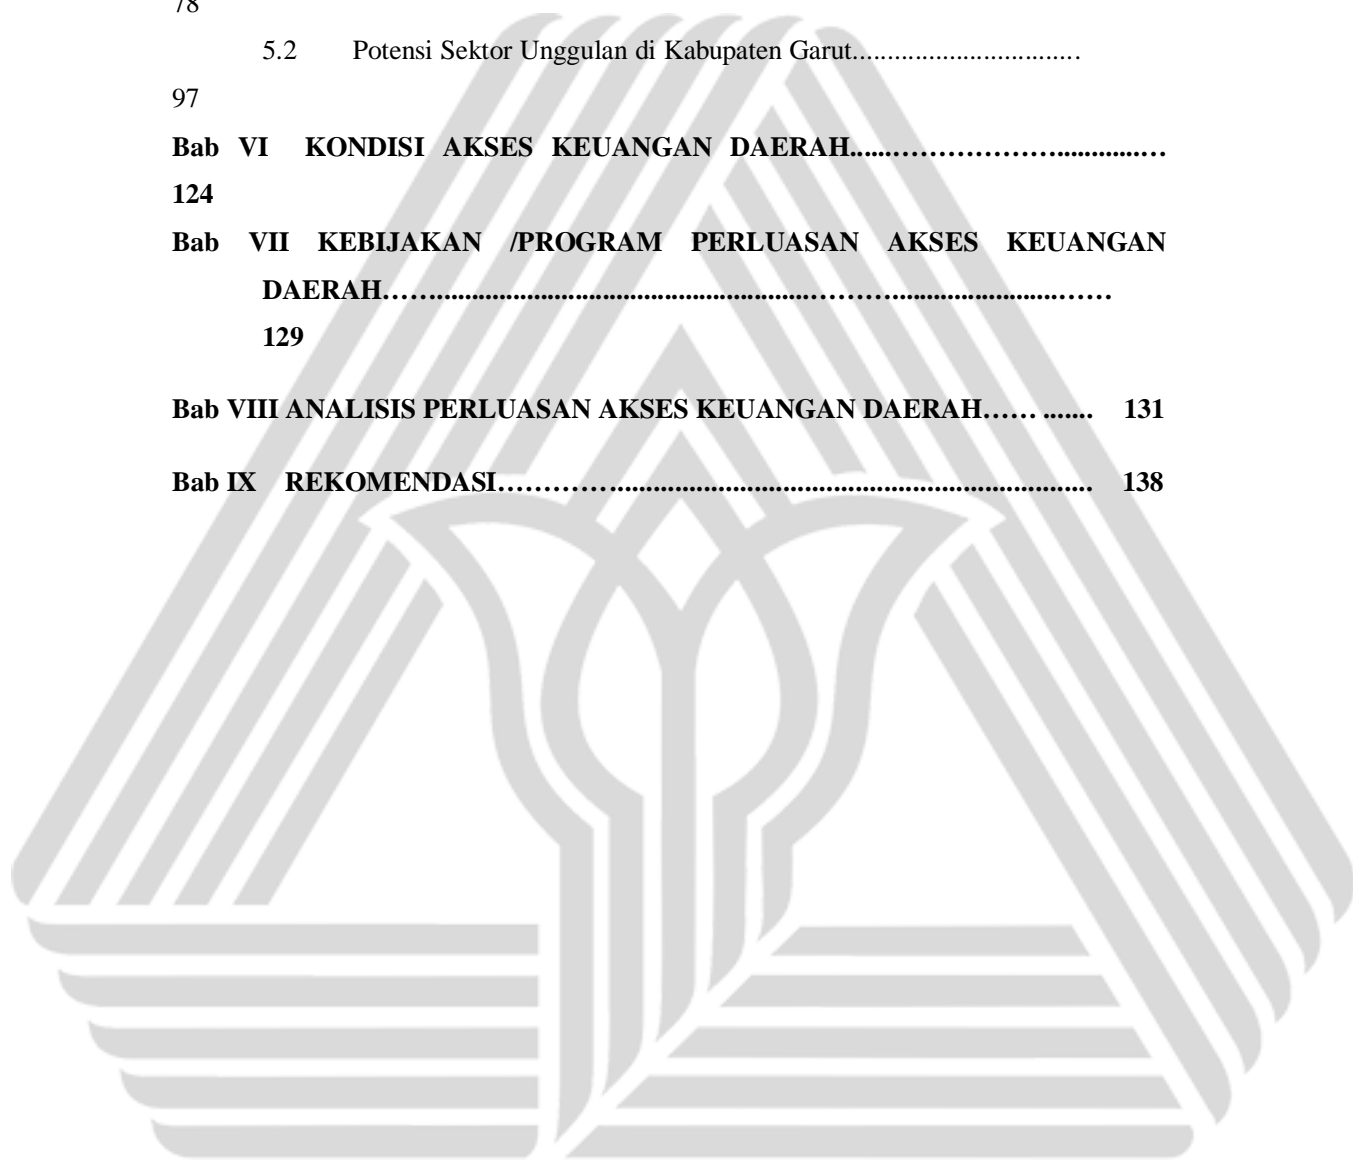 78
5.2 Potensi Sektor Unggulan di Kabupaten Garut................................
97
Bab VI KONDISI AKSES KEUANGAN DAERAH......………………............…
124
Bab VII KEBIJAKAN /PROGRAM PERLUASAN AKSES KEUANGAN
DAERAH……......................................................………........................……
129
Bab VIII ANALISIS PERLUASAN AKSES KEUANGAN DAERAH…… ....... 131
Bab IX REKOMENDASI…………..................................................................... 138